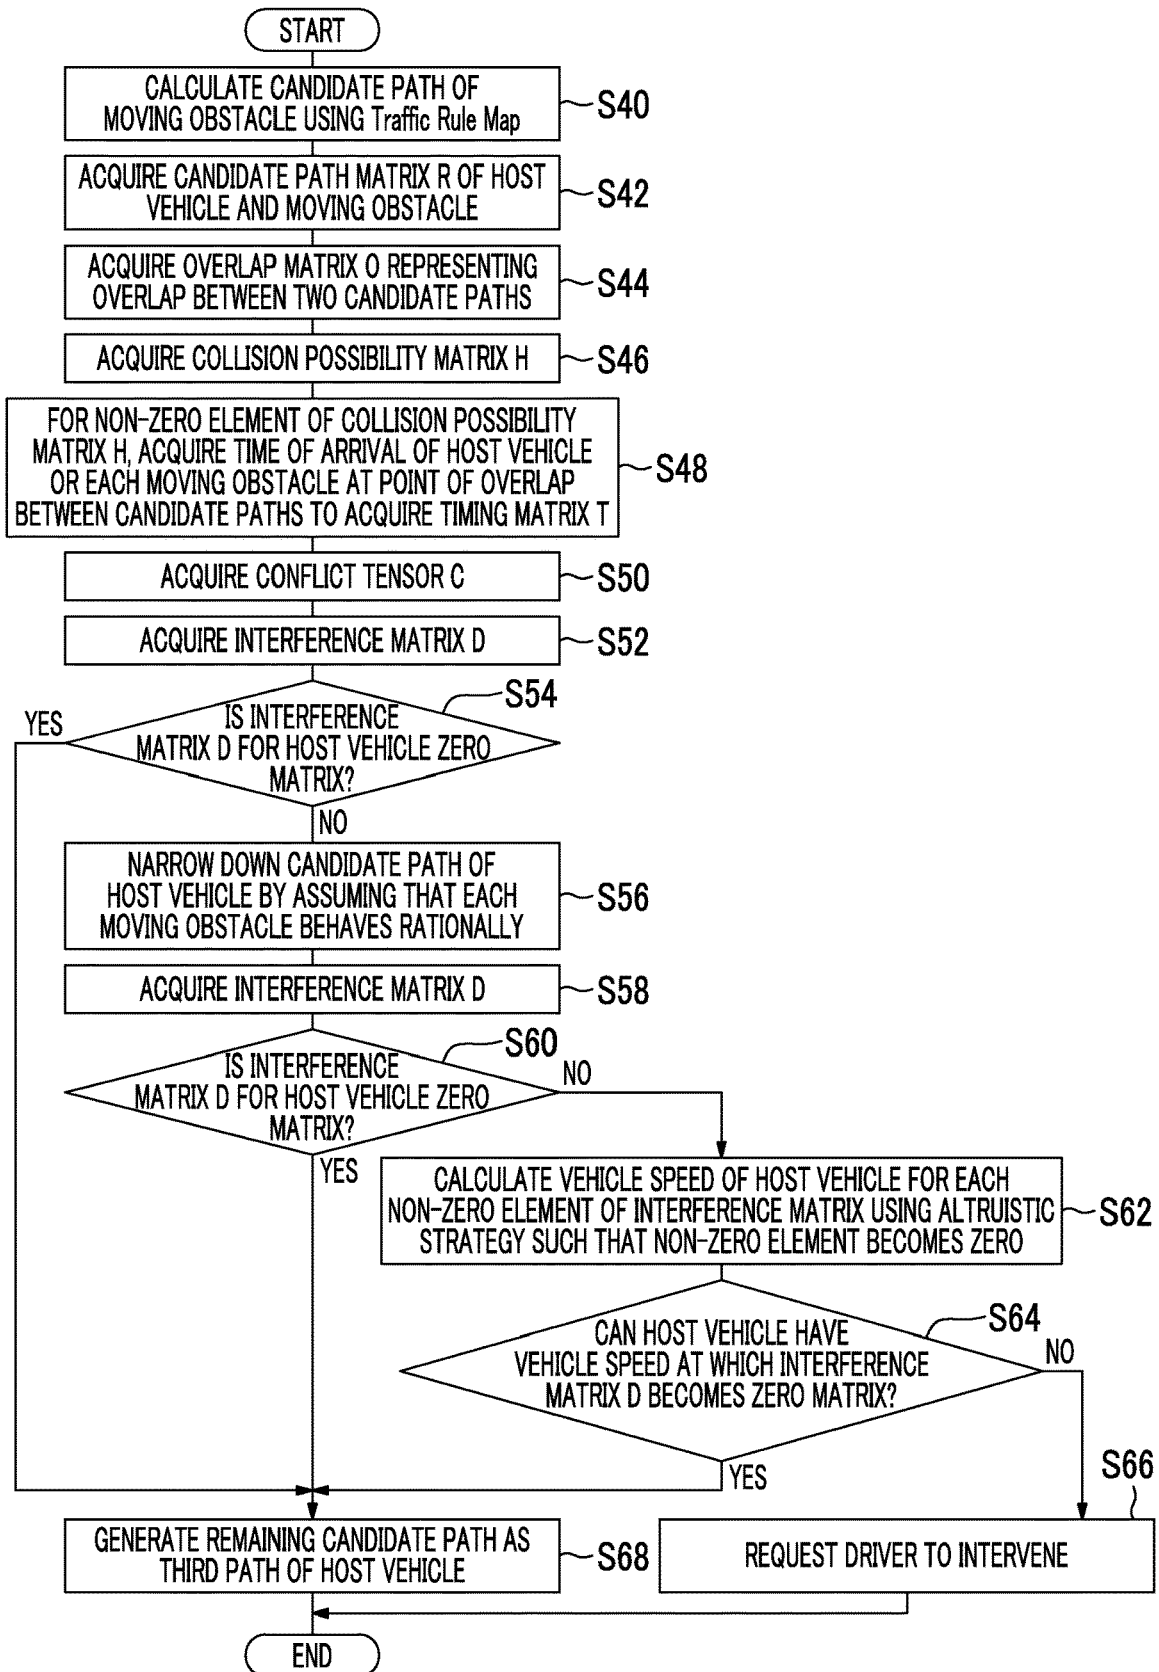 START
CALCULATE CANDIDATE PATH OF
MOVING OBSTACLE USING Traffic Rule Map
S40
ACQUIRE CANDIDATE PATH MATRIX R OF HOST
VEHICLE AND MOVING OBSTACLE
S42
ACQUIRE OVERLAP MATRIX O REPRESENTING
OVERLAP BETWEEN TWO CANDIDATE PATHS
S44
ACQUIRE COLLISION POSSIBILITY MATRIX H
S46
FOR NON-ZERO ELEMENT OF COLLISION POSSIBILITY
MATRIX H, ACQUIRE TIME OF ARRIVAL OF HOST VEHICLE
OR EACH MOVING OBSTACLE AT POINT OF OVERLAP
BETWEEN CANDIDATE PATHS TO ACQUIRE TIMING MATRIX T
S48
ACQUIRE CONFLICT TENSOR C
S50
ACQUIRE INTERFERENCE MATRIX D
S52
S54
YES
IS INTERFERENCE
MATRIX D FOR HOST VEHICLE ZERO
MATRIX?
NO
NARROW DOWN CANDIDATE PATH OF
HOST VEHICLE BY ASSUMING THAT EACH
MOVING OBSTACLE BEHAVES RATIONALLY
S56
ACQUIRE INTERFERENCE MATRIX D
S58
S60
IS INTERFERENCE
MATRIX D FOR HOST VEHICLE ZERO
MATRIX?
NO
YES
CALCULATE VEHICLE SPEED OF HOST VEHICLE FOR EACH
NON-ZERO ELEMENT OF INTERFERENCE MATRIX USING ALTRUISTIC
STRATEGY SUCH THAT NON-ZERO ELEMENT BECOMES ZERO
S62
S64
CAN HOST VEHICLE HAVE
VEHICLE SPEED AT WHICH INTERFERENCE
MATRIX D BECOMES ZERO MATRIX?
NO
YES
S66
GENERATE REMAINING CANDIDATE PATH AS
THIRD PATH OF HOST VEHICLE
S68
REQUEST DRIVER TO INTERVENE
END